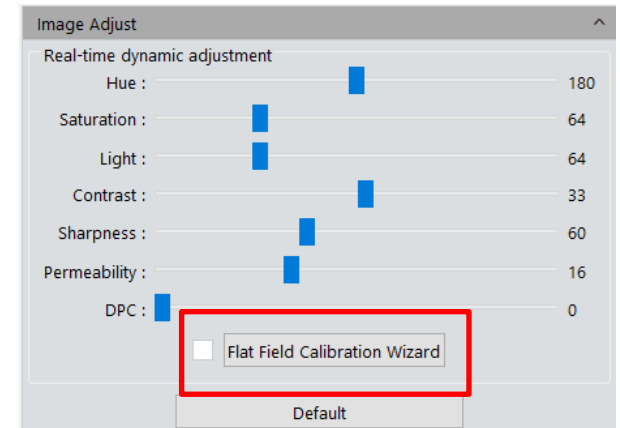 Image Adjust
Real-time dynamic adjustment
Hue : 180
Saturation : 64
Light : 64
Contrast : 33
Sharpness : 60
Permeability : 16
DPC : 0
Flat Field Calibration Wizard
Default